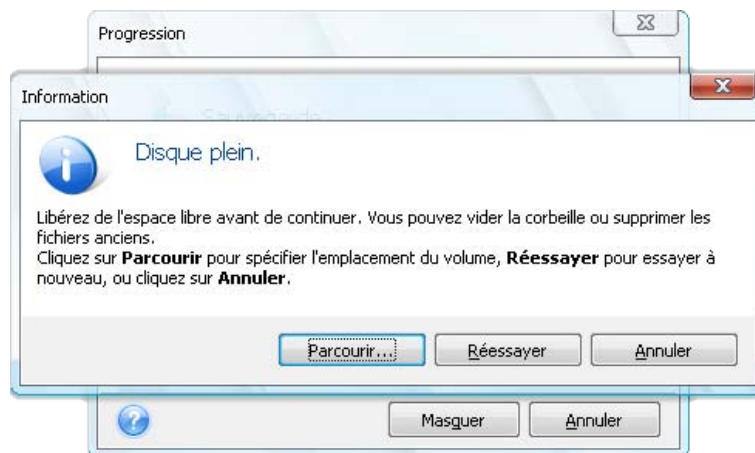 Progression
Information
Sauvegarde
Disque plein.
Libérez de l'espace libre avant de continuer. Vous pouvez vider la corbeille ou supprimer les
fichiers anciens.
Cliquez sur Parcourir pour spécifier l'emplacement du volume, Réessayer pour essayer à
nouveau, ou cliquez sur Annuler.
Parcourir... Réessayer Annuler
Masquer Annuler